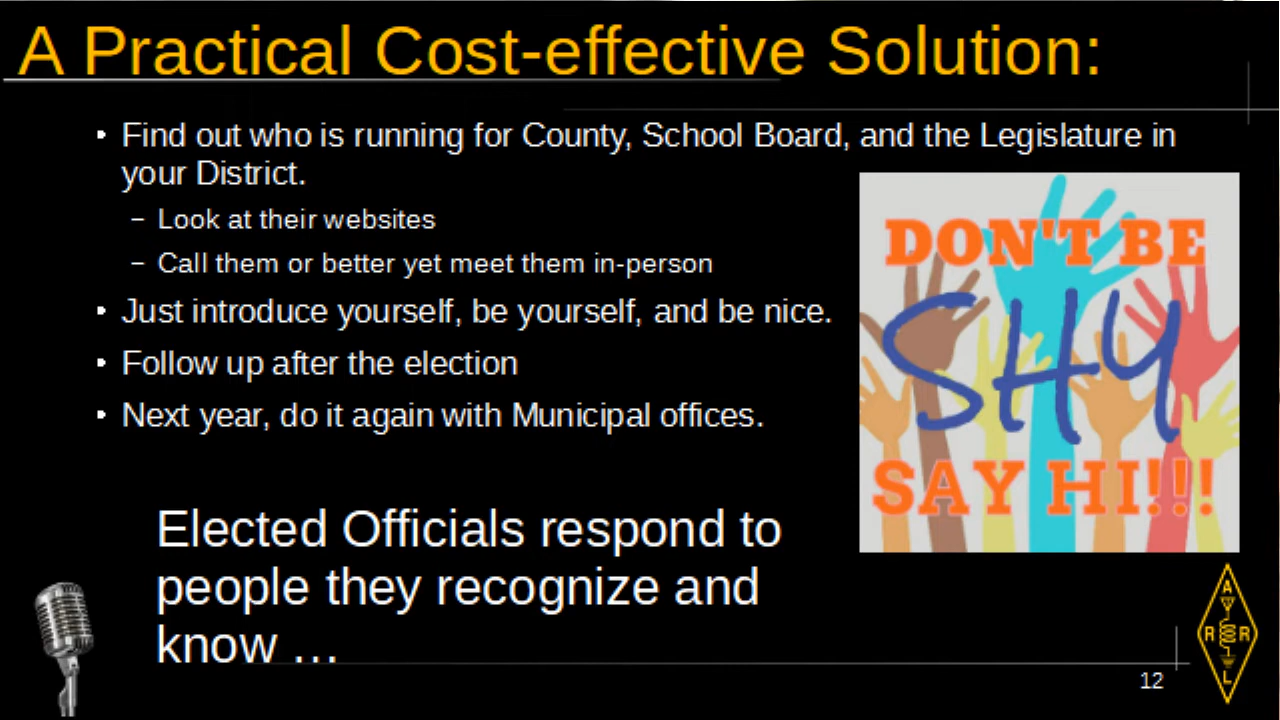 A Practical Cost-effective Solution:
• Find out who is running for County, School Board, and the Legislature in
your District.
– Look at their websites
– Call them or better yet meet them in-person
• Just introduce yourself, be yourself, and be nice.
• Follow up after the election
• Next year, do it again with Municipal offices.
DON'T BE
SHY
SAY HI!!!
Elected Officials respond to
people they recognize and
know ...
A
R R
L
12